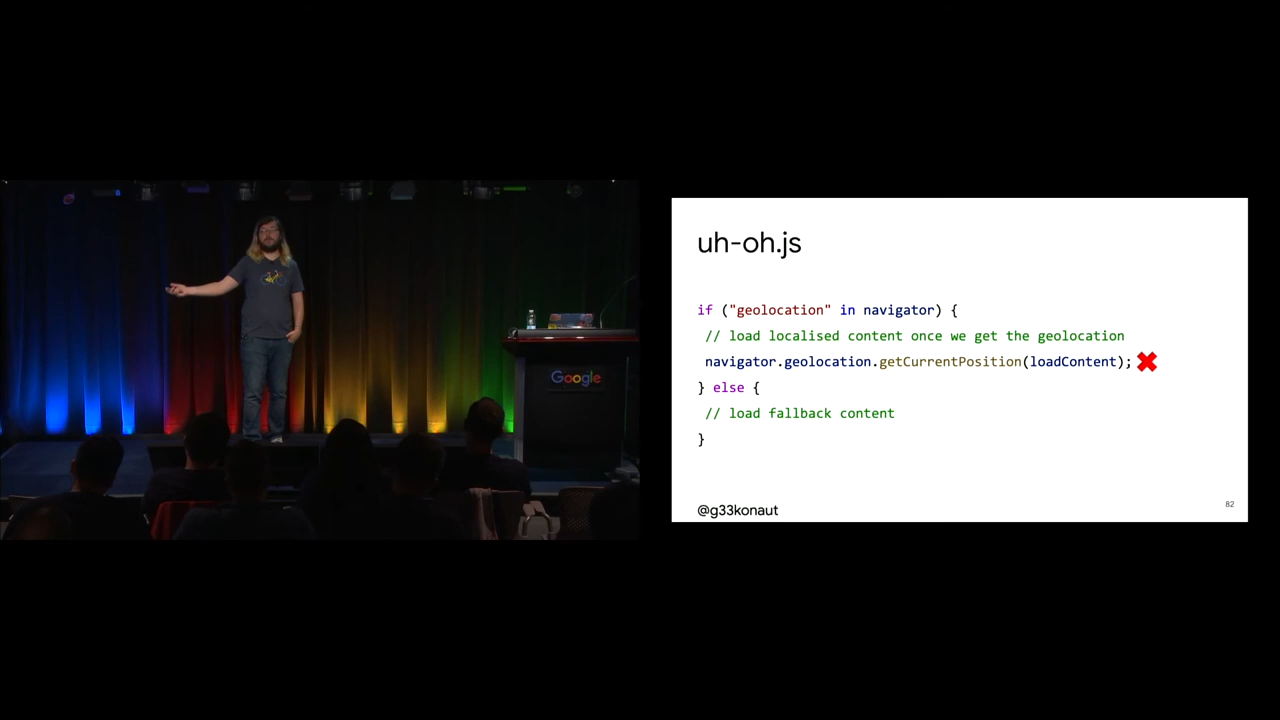 Google
uh-oh.js
if ("geolocation" in navigator) {
// load localised content once we get the geolocation
navigator.geolocation.getCurrentPosition(loadContent);
} else {
// load fallback content
}
@g33konaut
82